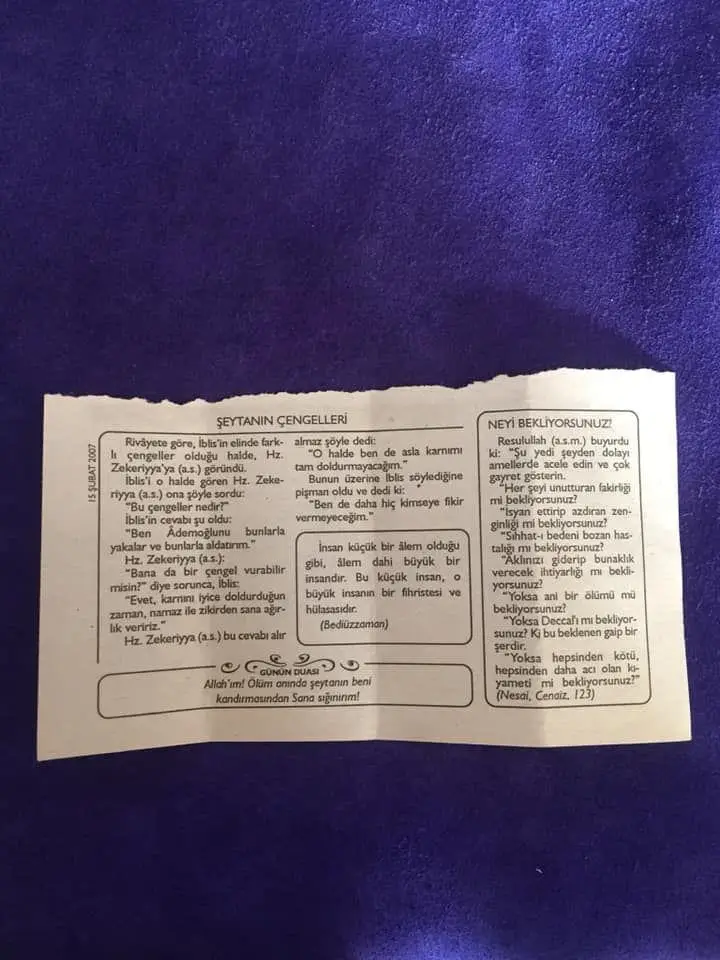 15 ŞUBAT 2007
ŞEYTANIN ÇENGELLERİ
Rivâyete göre, İblis'in elinde fark-
lı çengeller olduğu halde, Hz.
Zekeriyya'ya (a.s.) göründü.
İblis'i o halde gören Hz. Zeke-
riyya (a.s.) ona şöyle sordu:
"Bu çengeller nedir?"
İblis'in cevabı şu oldu:
"Ben Âdemoğlunu bunlarla
yakalar ve bunlarla aldatırım."
Hz. Zekeriyya (a.s.):
"Bana da bir çengel vurabilir
misin?" diye sorunca, İblis:
"Evet, karnını iyice doldurduğun
zaman, namaz ile zikirden sana ağır-
lık veririz."
Hz. Zekeriyya (a.s.) bu cevabı alır
almaz şöyle dedi:
"O halde ben de asla karnımı
tam doldurmayacağım."
Bunun üzerine İblis söylediğine
pişman oldu ve dedi ki:
"Ben de daha hiç kimseye fikir
vermeyeceğim."
İnsan küçük bir âlem olduğu
gibi, âlem dahi büyük bir
insandır. Bu küçük insan, o
büyük insanın bir fihristesi ve
hülasasıdır.
(Bediüzzaman)
GÜNÜN DUASI
Allah'ım! Ölüm anında şeytanın beni
kandırmasından Sana sığınırım!
NEYİ BEKLİYORSUNUZ?
Resulullah (a.s.m.) buyurdu
ki: "Şu yedi şeyden dolayı
amellerde acele edin ve çok
gayret gösterin.
"Her şeyi unutturan fakirliği
mi bekliyorsunuz?
"İsyan ettirip azdıran zen-
ginliği mi bekliyorsunuz?
"Sıhhat-ı bedeni bozan has-
talığı mı bekliyorsunuz?
"Aklınızı giderip bunaklık
verecek ihtiyarlığı mı bekli-
yorsunuz?
"Yoksa ani bir ölümü mü
bekliyorsunuz?
"Yoksa Deccal'ı mı bekliyor-
sunuz? Ki bu beklenen gaip bir
şerdir.
"Yoksa hepsinden kötü,
hepsinden daha acı olan kı-
yameti mi bekliyorsunuz?"
(Nesai, Cenaiz, 123)